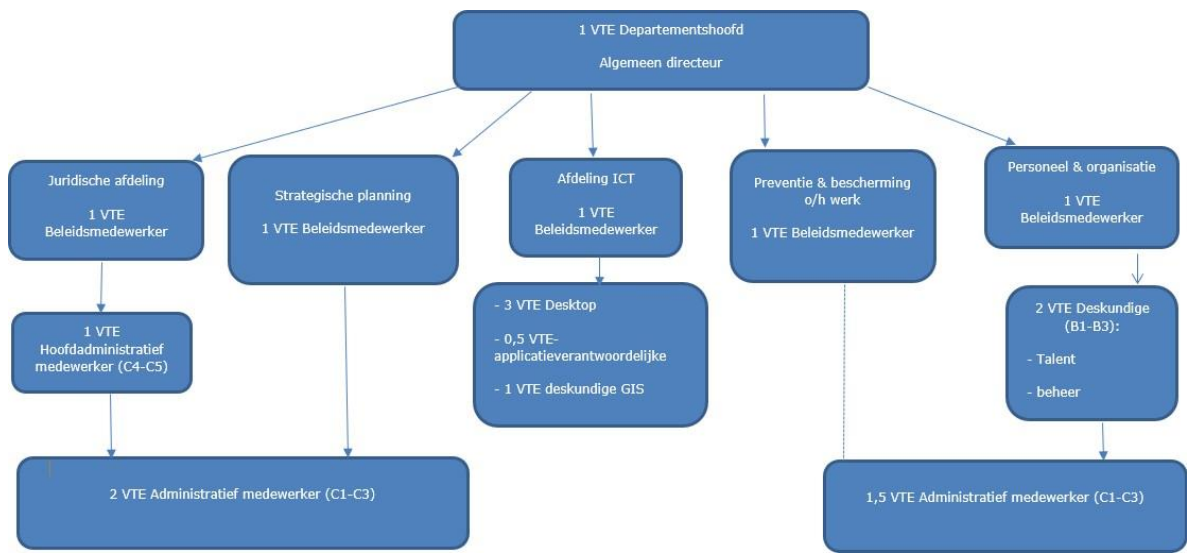 1 VTE Departementshoofd
Algemeen directeur
Juridische afdeling
1 VTE
Beleidsmedewerker
Strategische planning
1 VTE Beleidsmedewerker
Afdeling ICT
1 VTE
Beleidsmedewerker
Preventie & bescherming
o/h werk
1 VTE Beleidsmedewerker
Personeel & organisatie
1 VTE
Beleidsmedewerker
1 VTE
Hoofdadministratief
medewerker (C4-C5)
- 3 VTE Desktop
- 0,5 VTE-
applicatieverantwoordelijke
- 1 VTE deskundige GIS
2 VTE Deskundige
(B1-B3):
- Talent
- beheer
2 VTE Administratief medewerker (C1-C3)
1,5 VTE Administratief medewerker (C1-C3)